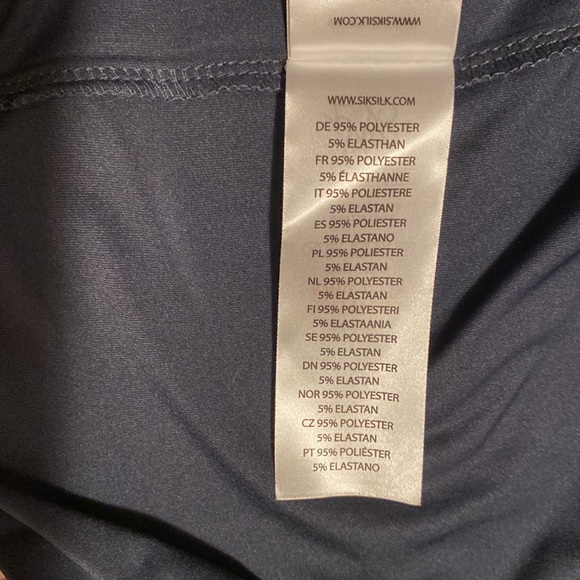 WWW.SIKSILK.COM
WWW.SIKSILK.COM
DE 95% POLYESTER
5% ELASTHAN
FR 95% POLYESTER
5% ÉLASTHANNE
IT 95% POLIESTERE
5% ELASTAN
ES 95% POLIESTER
5% ELASTANO
PL 95% POLIESTER
5% ELASTAN
NL 95% POLYESTER
5% ELASTAAN
FI 95% POLYESTERI
5% ELASTAANIA
SE 95% POLYESTER
5% ELASTAN
DN 95% POLYESTER
5% ELASTAN
NOR 95% POLYESTER
5% ELASTAN
CZ 95% POLYESTER
5% ELASTAN
PT 95% POLIÉSTER
5% ELASTANO